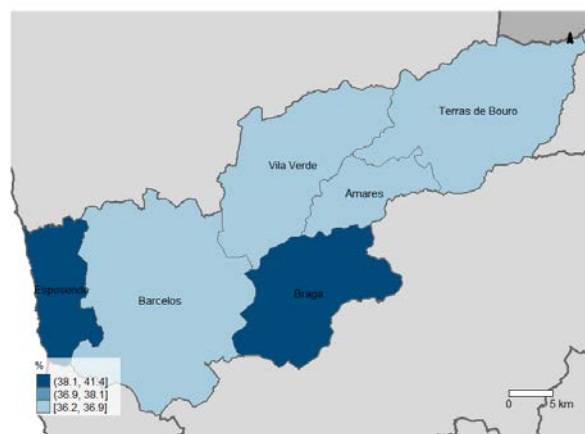 Terras de Bouro
Vila Verde
Amares
Esposende
Braga
Barcelos
%
(38.1, 41.4]
(36.9, 38.1]
[36.2, 36.9]
0 5 km